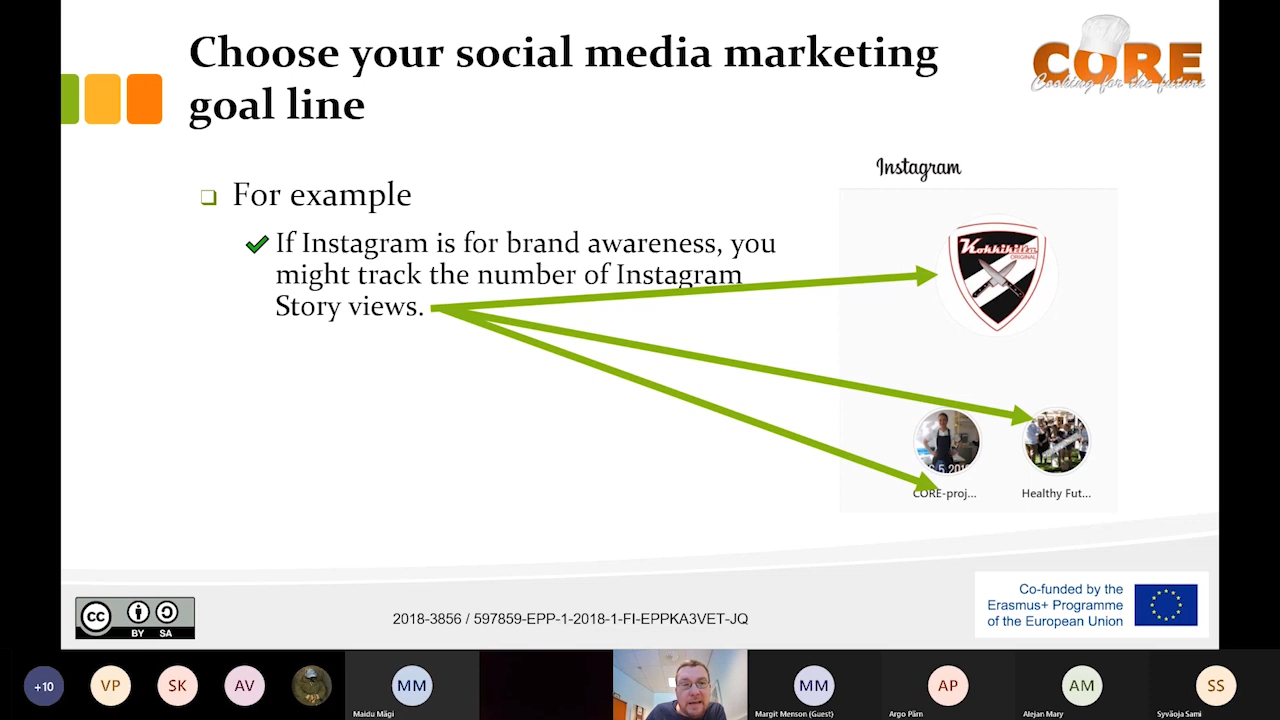 Choose your social media marketing
goal line
CORE
Cooking for the future
For example
If Instagram is for brand awareness, you
might track the number of Instagram
Story views.
Instagram
Kokkikilta
ORIGINAL
CORE-proj...
Healthy Fut...
cc
BY SA
2018-3856 / 597859-EPP-1-2018-1-FI-EPPKA3VET-JQ
Co-funded by the
Erasmus+ Programme
of the European Union
+10
VP
SK
AV
MM
Maidu Mägi
MM
Margit Menson (Guest)
AP
Argo Pärn
AM
Alejan Mary
SS
Syväoja Sami